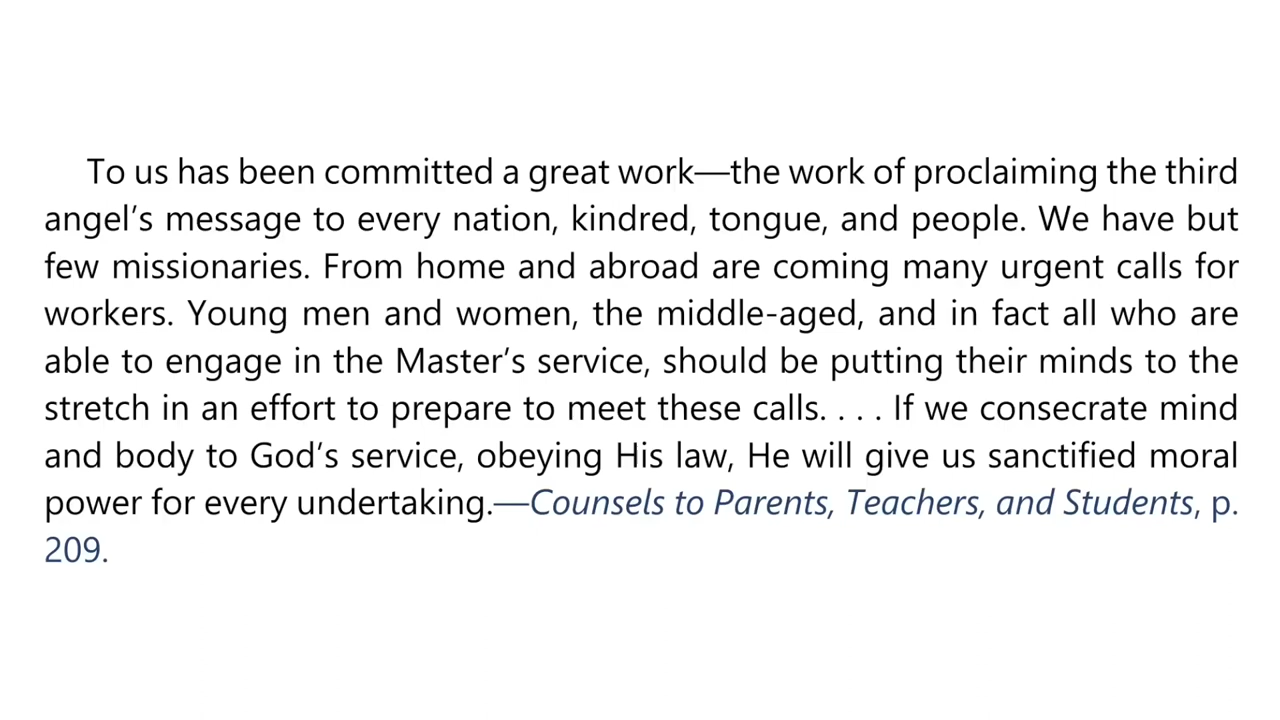 To us has been committed a great work—the work of proclaiming the third
angel’s message to every nation, kindred, tongue, and people. We have but
few missionaries. From home and abroad are coming many urgent calls for
workers. Young men and women, the middle-aged, and in fact all who are
able to engage in the Master’s service, should be putting their minds to the
stretch in an effort to prepare to meet these calls. . . . If we consecrate mind
and body to God’s service, obeying His law, He will give us sanctified moral
power for every undertaking.—Counsels to Parents, Teachers, and Students, p.
209.